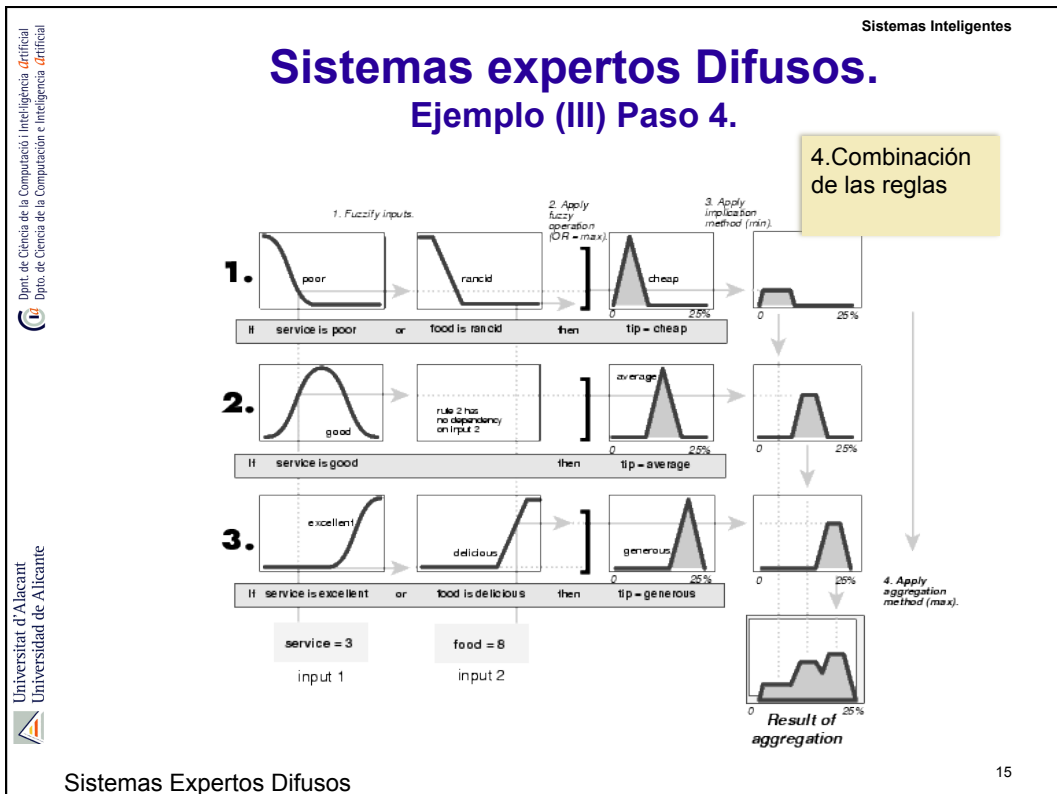 Sistemas Inteligentes
Sistemas expertos Difusos.
Ejemplo (III) Paso 4.
4.Combinación
de las reglas
1. Fuzzify inputs.
2. Apply
fuzzy
operation
(OR = max).
3. Apply
implication
method (min).
1.
poor
rancid
cheap
0
25%
0
25%
If service is poor or food is rancid then tip = cheap
2.
good
rule 2 has
no dependency
on input 2
average
0
25%
0
25%
If service is good then tip = average
3.
excellent
delicious
generous
0
25%
0
25%
If service is excellent or food is delicious then tip = generous
4. Apply
aggregation
method (max).
service = 3
food = 8
input 1
input 2
0
25%
Result of
aggregation
Dpnt. de Ciència de la Computació i Intel·ligència Artificial
Dpto. de Ciencia de la Computación e Inteligencia Artificial
Universitat d'Alacant
Universidad de Alicante
Sistemas Expertos Difusos
15